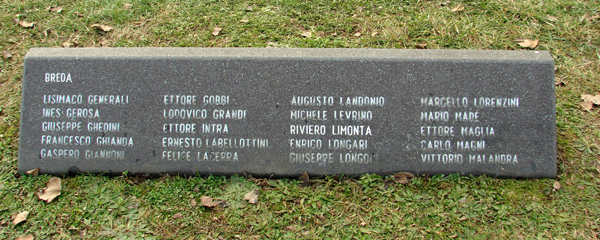 BREDA
LISIMACO GENERALI
INES GEROSA
GIUSEPPE GHEDINI
FRANCESCO GHIANDA
GASPERO GIANNONI
ETTORE GOBBI
LODOVICO GRANDI
ETTORE INTRA
ERNESTO LABELLOTTINI
FELICE LACERRA
AUGUSTO LANDONIO
MICHELE LEVRINO
RIVIERO LIMONTA
ENRICO LONGARI
GIUSEPPE LONGONI
MARCELLO LORENZINI
MARIO MADE
ETTORE MAGLIA
CARLO MAGNI
VITTORIO MALANDRA